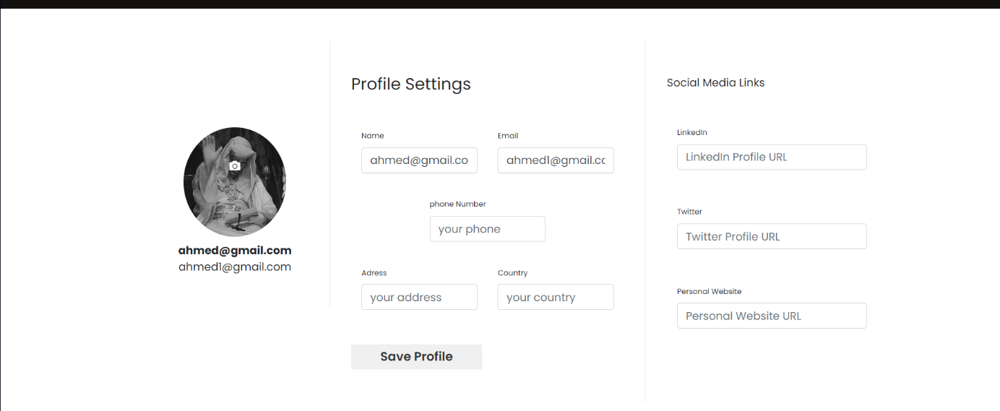 ahmed@gmail.com
ahmed1@gmail.com
Profile Settings
Name
ahmed@gmail.co
Email
ahmed1@gmail.cc
phone Number
your phone
Adress
your address
Country
your country
Save Profile
Social Media Links
LinkedIn
LinkedIn Profile URL
Twitter
Twitter Profile URL
Personal Website
Personal Website URL